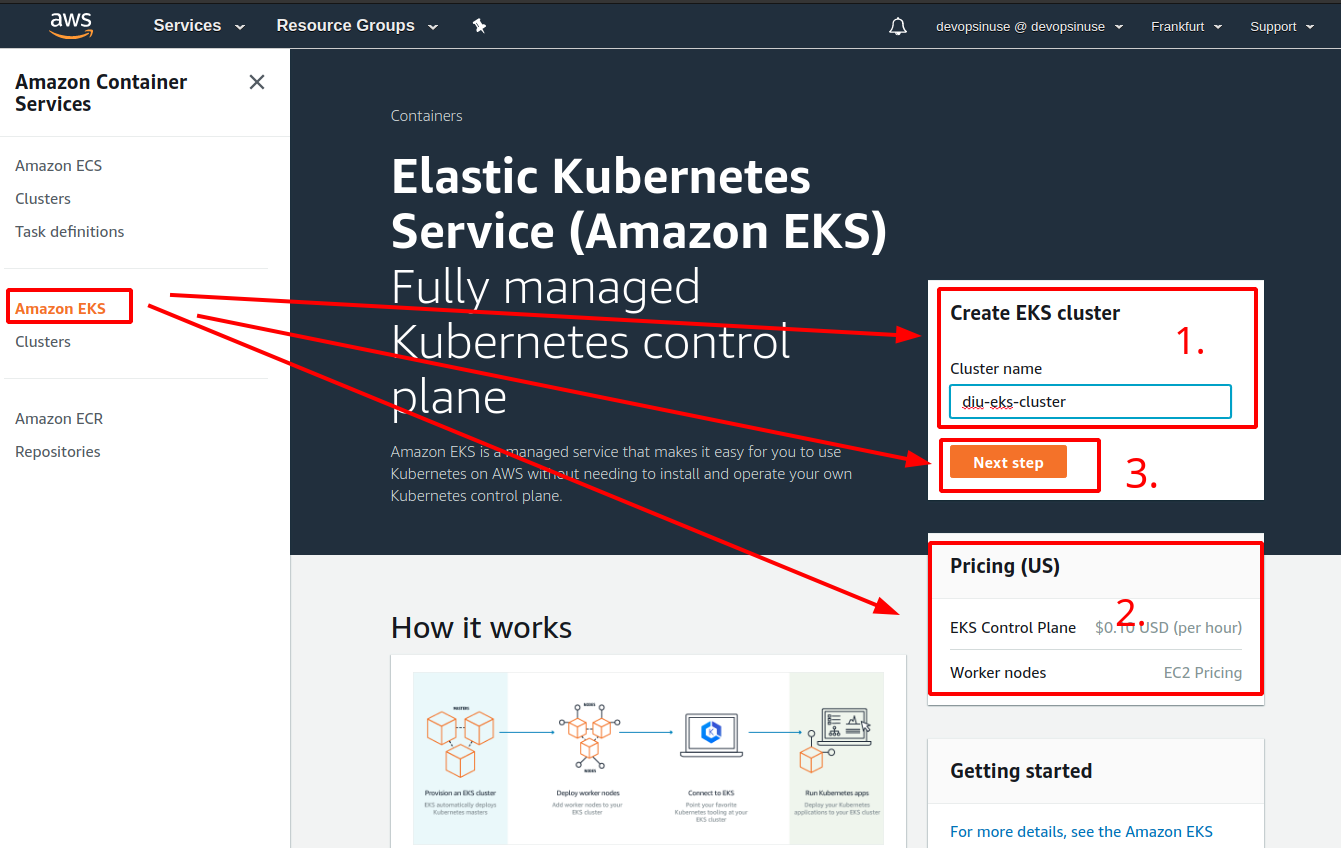 aws
Services
Resource Groups
devopsinuse @ devopsinuse
Frankfurt
Support
Amazon Container
Services
Amazon ECS
Clusters
Task definitions
Amazon EKS
Clusters
Amazon ECR
Repositories
Containers
Elastic Kubernetes
Service (Amazon EKS)
Fully managed
Kubernetes control
plane
Amazon EKS is a managed service that makes it easy for you to use
Kubernetes on AWS without needing to install and operate your own
Kubernetes control plane.
Create EKS cluster
1.
Cluster name
diu-eks-cluster
Next step
3.
Pricing (US)
2.
EKS Control Plane $0.10 USD (per hour)
Worker nodes EC2 Pricing
How it works
MASTERS
NODES
NODES
K
Provision an EKS cluster
EKS automatically deploys
Kubernetes masters
Deploy worker nodes
Add worker nodes to your
EKS cluster
Connect to EKS
Point your favorite
Kubernetes tooling at your
EKS cluster
Run Kubernetes apps
Deploy your Kubernetes
applications to your EKS cluster
Getting started
For more details, see the Amazon EKS